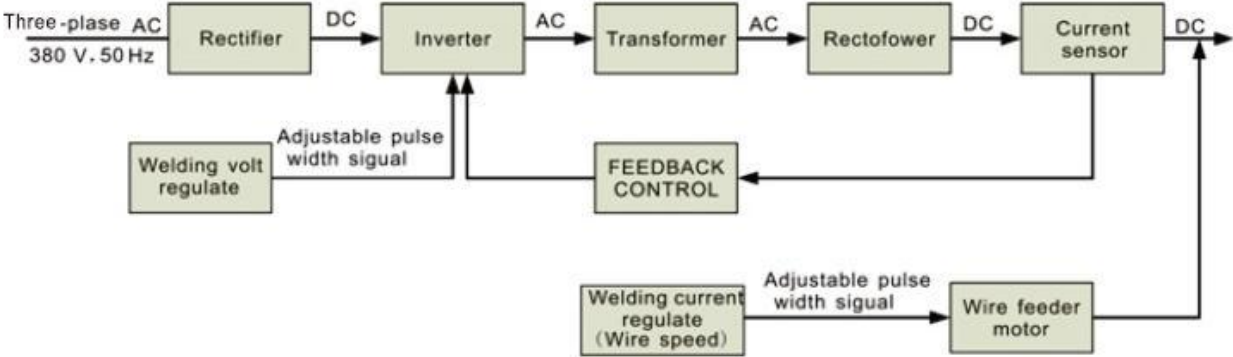 Three-plase AC
380 V, 50 Hz
Rectifier
DC
Inverter
AC
Transformer
AC
Rectofower
DC
Current
sensor
DC
Welding volt
regulate
Adjustable pulse
width sigual
FEEDBACK
CONTROL
Welding current
regulate
(Wire speed)
Adjustable pulse
width sigual
Wire feeder
motor